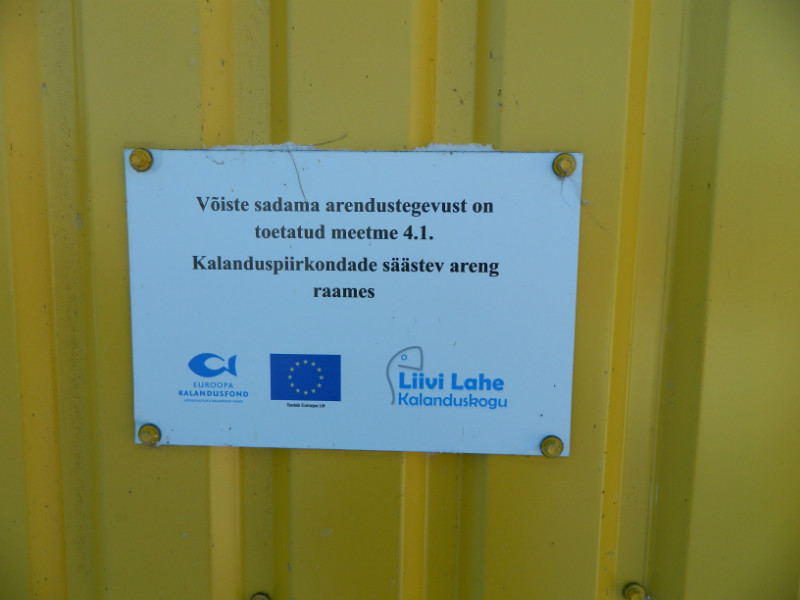 Võiste sadama arendustegevust on
toetatud meetme 4.1.
Kalanduspiirkondade säästev areng
raames
EUROOPA
KALANDUSFOND
Liivi Lahe
Kalanduskogu